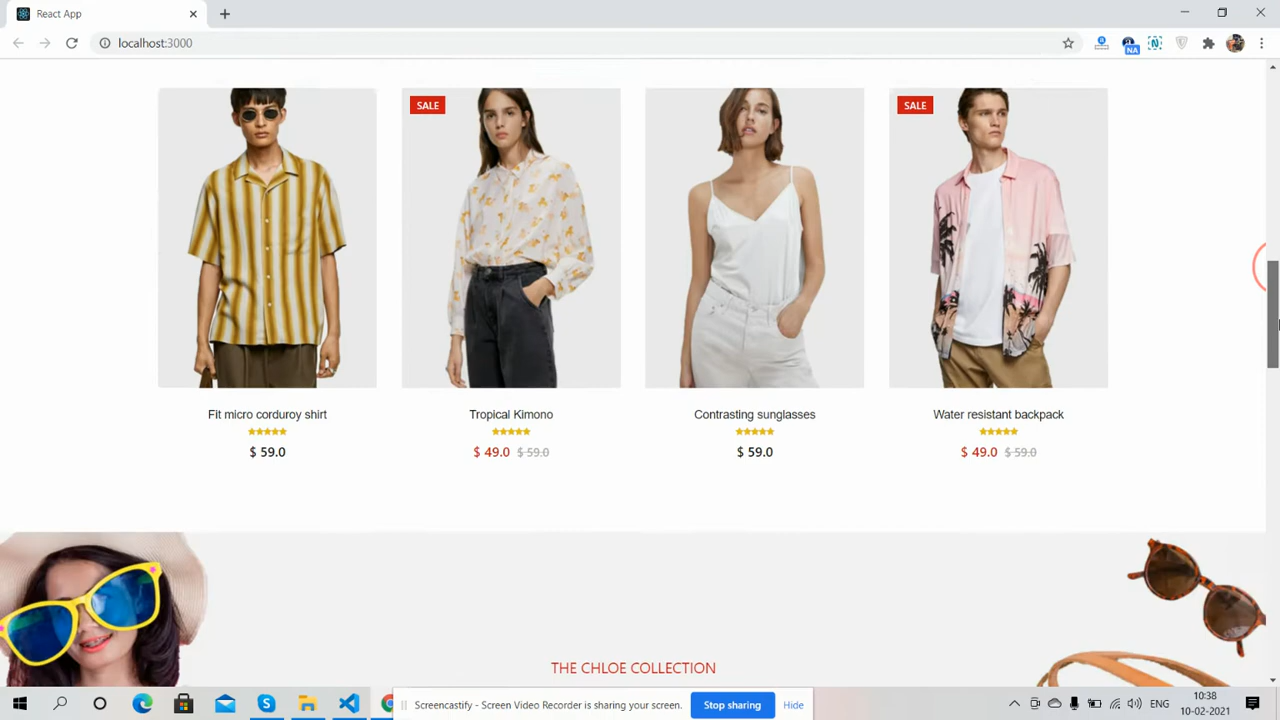 React App
localhost:3000
NA
SALE
SALE
Fit micro corduroy shirt
Tropical Kimono
Contrasting sunglasses
Water resistant backpack
$ 59.0
$ 49.0 $ 59.0
$ 59.0
$ 49.0 $ 59.0
THE CHLOE COLLECTION
Screencastify - Screen Video Recorder is sharing your screen.
Stop sharing
Hide
ENG
10:38
10-02-2021